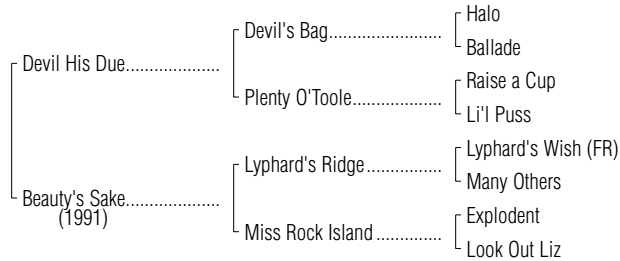 Halo
Devil's Bag
Ballade
Devil His Due
Raise a Cup
Plenty O'Toole
Li'l Puss
Lyphard's Wish (FR)
Lyphard's Ridge
Many Others
Beauty's Sake
(1991)
Explodent
Miss Rock Island
Look Out Liz